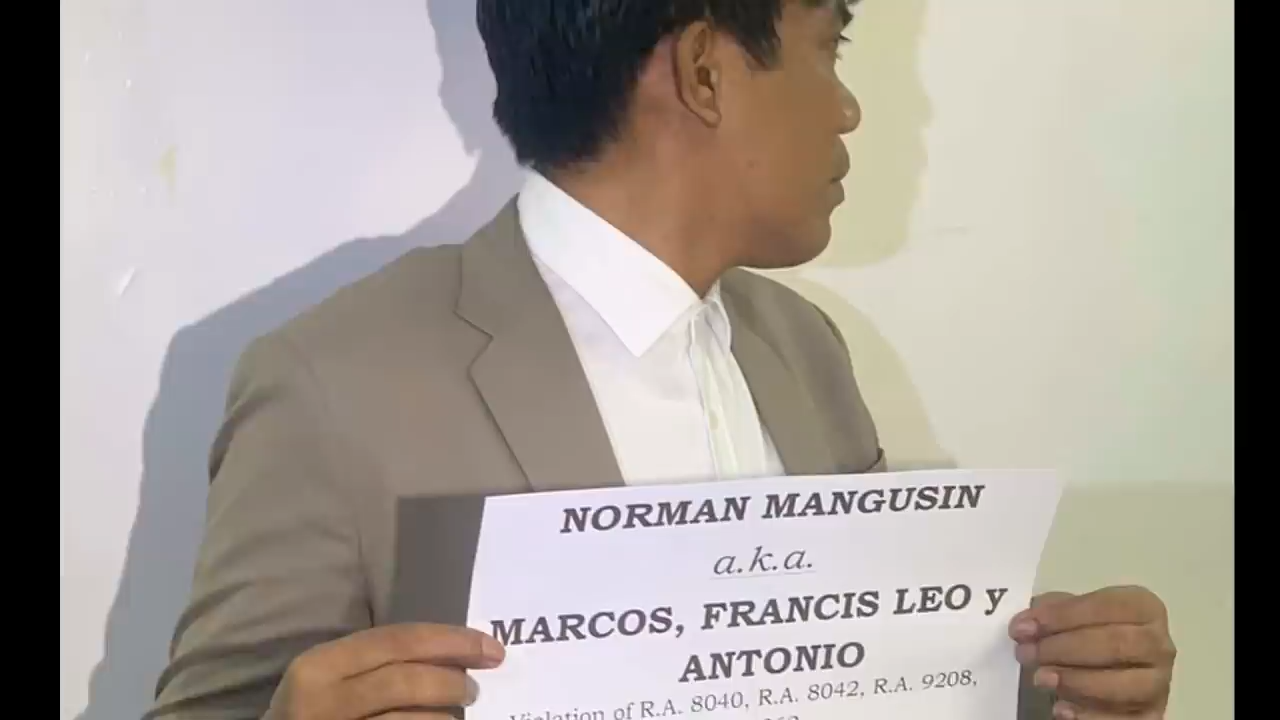 NORMAN MANGUSIN
a.k.a.
MARCOS, FRANCIS LEO y
ANTONIO
Violation of R.A. 8040, R.A. 8042, R.A. 9208,